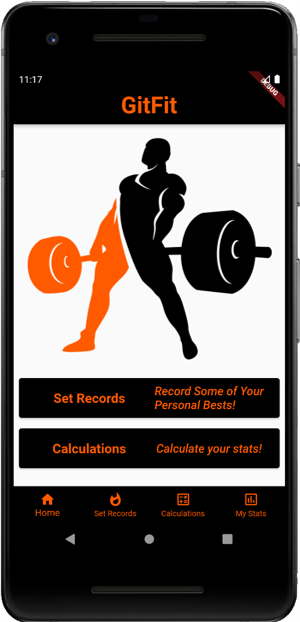 11:17
DEBUG
GitFit
Set Records
Record Some of Your
Personal Bests!
Calculations
Calculate your stats!
Home
Set Records
Calculations
My Stats